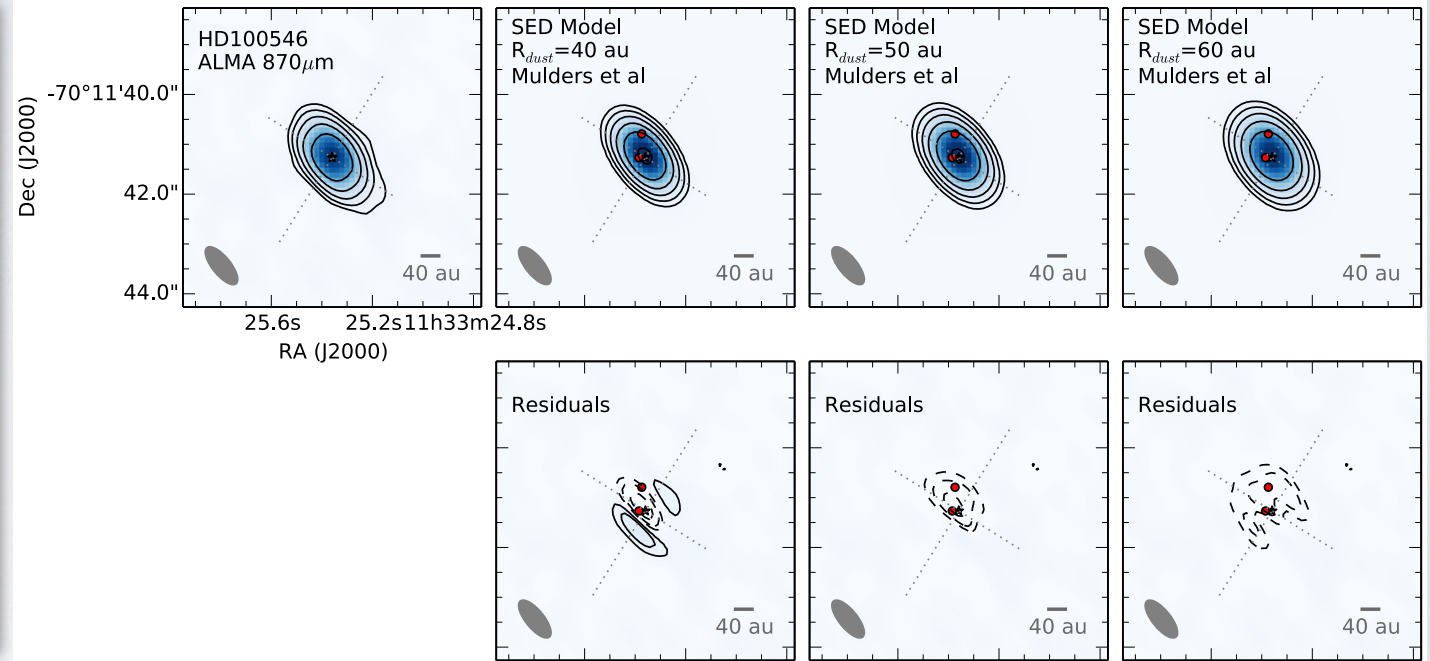 HD100546
ALMA 870μm
40 au
SED Model
R_dust=40 au
Mulders et al
40 au
SED Model
R_dust=50 au
Mulders et al
40 au
SED Model
R_dust=60 au
Mulders et al
40 au
Dec (J2000)
-70°11'40.0"
42.0"
44.0"
25.6s
25.2s11h33m24.8s
RA (J2000)
Residuals
40 au
Residuals
40 au
Residuals
40 au